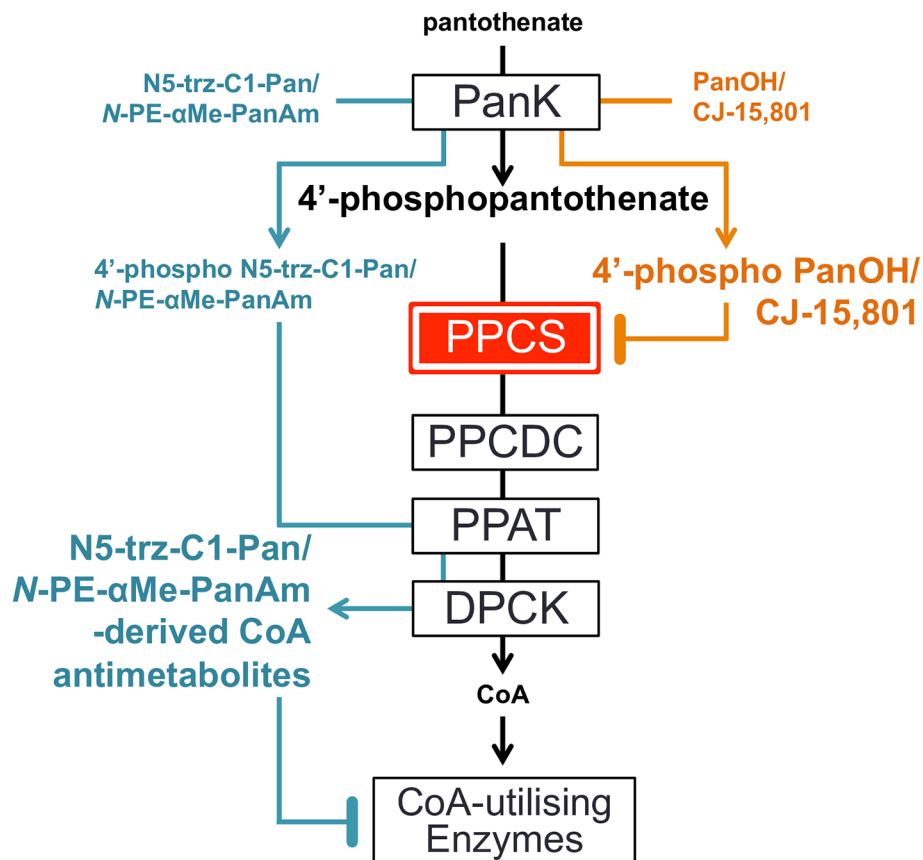 pantothenate
N5-trz-C1-Pan/
N-PE-αMe-PanAm
PanK
PanOH/
CJ-15,801
4’-phosphopantothenate
4’-phospho N5-trz-C1-Pan/
N-PE-αMe-PanAm
4’-phospho PanOH/
CJ-15,801
PPCS
PPCDC
PPAT
N5-trz-C1-Pan/
N-PE-αMe-PanAm
-derived CoA
antimetabolites
DPCK
CoA
CoA-utilising
Enzymes